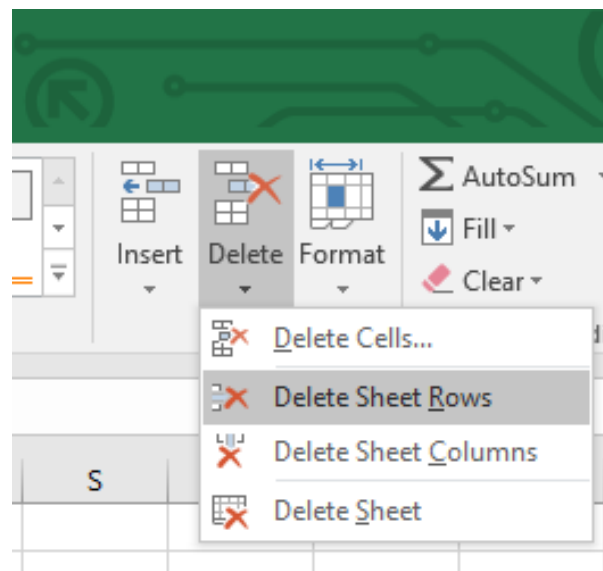 AutoSum
Fill
Insert Delete Format
Clear
Delete Cells...
Delete Sheet Rows
Delete Sheet Columns
S
Delete Sheet